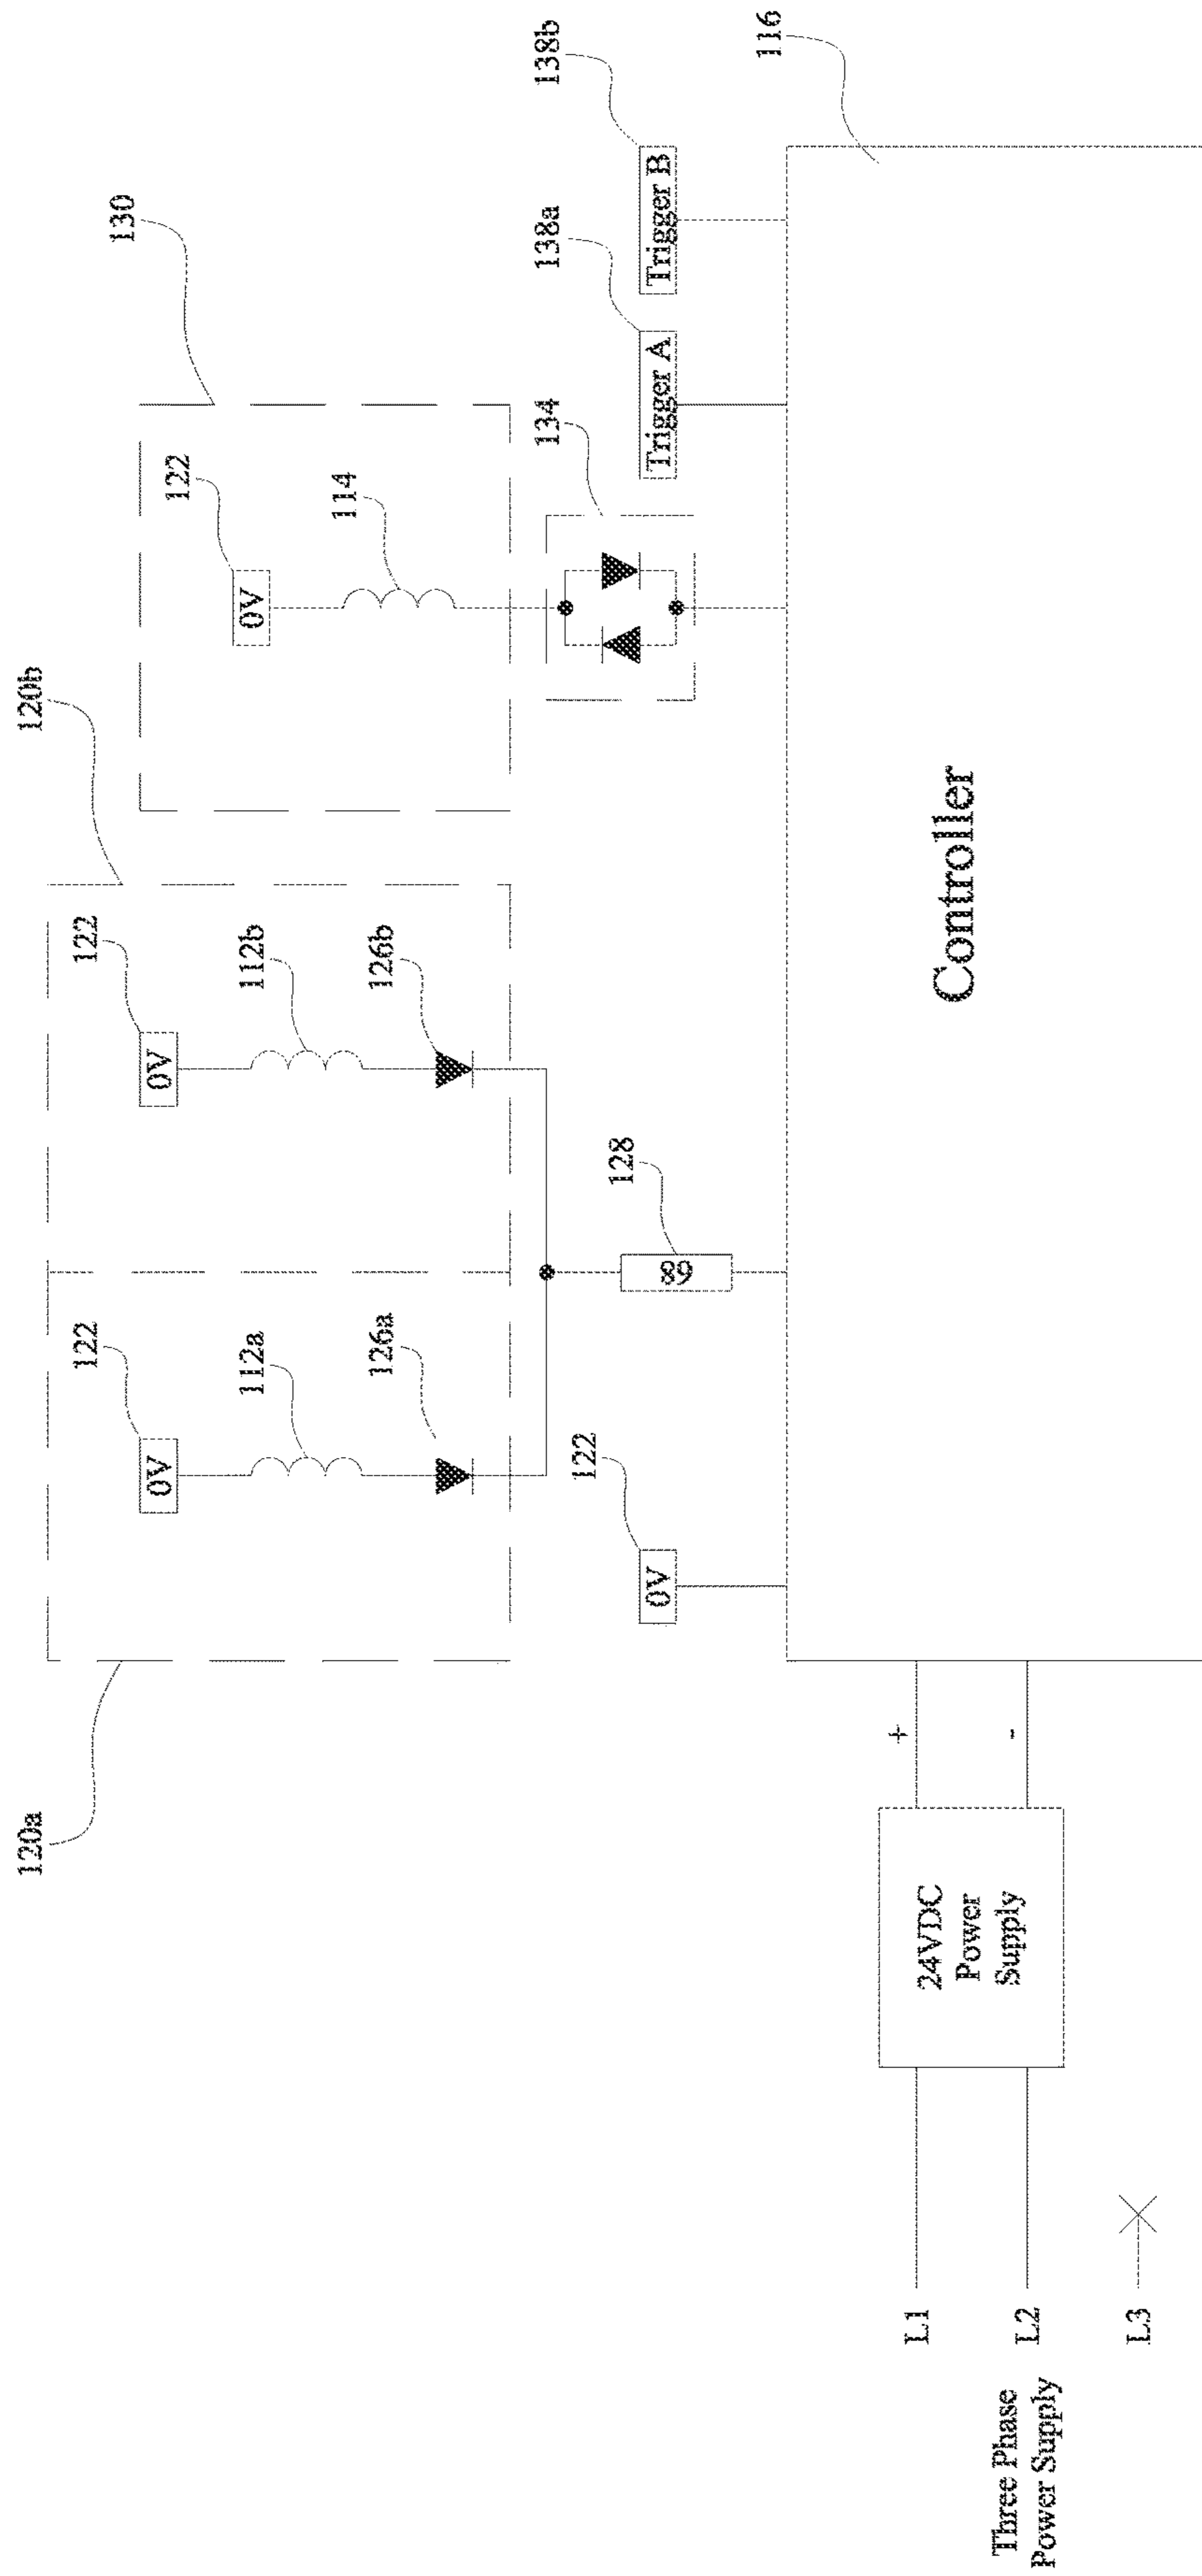 120a
120b
122
122
130
0V
0V
122
112a
112b
0V
114
126a
126b
134
138a
138b
122
128
0V
68
Trigger A
Trigger B
116
+
-
24VDC
Power
Supply
Controller
L1
L2
L3
Three Phase
Power Supply